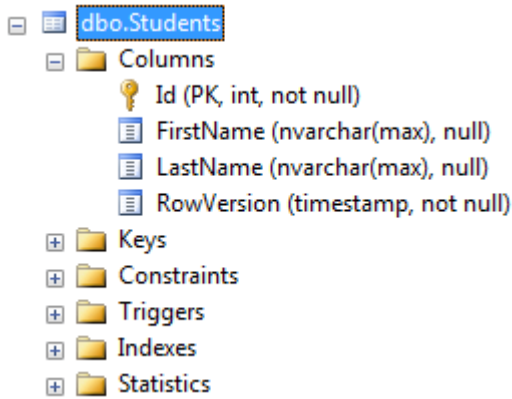 dbo.Students
Columns
Id (PK, int, not null)
FirstName (nvarchar(max), null)
LastName (nvarchar(max), null)
RowVersion (timestamp, not null)
Keys
Constraints
Triggers
Indexes
Statistics